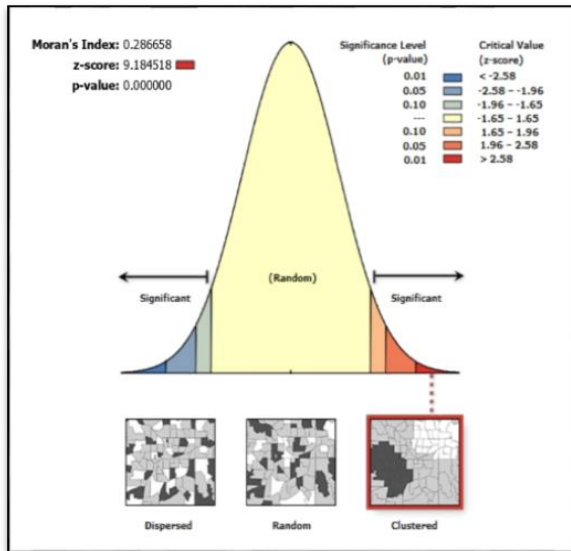 Moran's Index: 0.286658
z-score: 9.184518
p-value: 0.000000
Significance Level (p-value)
Critical Value (z-score)
0.01 < -2.58
0.05 -2.58 – -1.96
0.10 -1.96 – -1.65
--- -1.65 – 1.65
0.10 1.65 – 1.96
0.05 1.96 – 2.58
0.01 > 2.58
(Random)
Significant
Significant
Dispersed
Random
Clustered